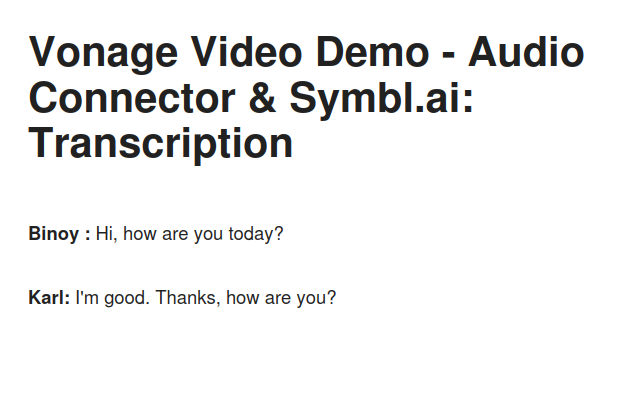 Vonage Video Demo - Audio
Connector & Symbl.ai:
Transcription
Binoy : Hi, how are you today?
Karl: I'm good. Thanks, how are you?